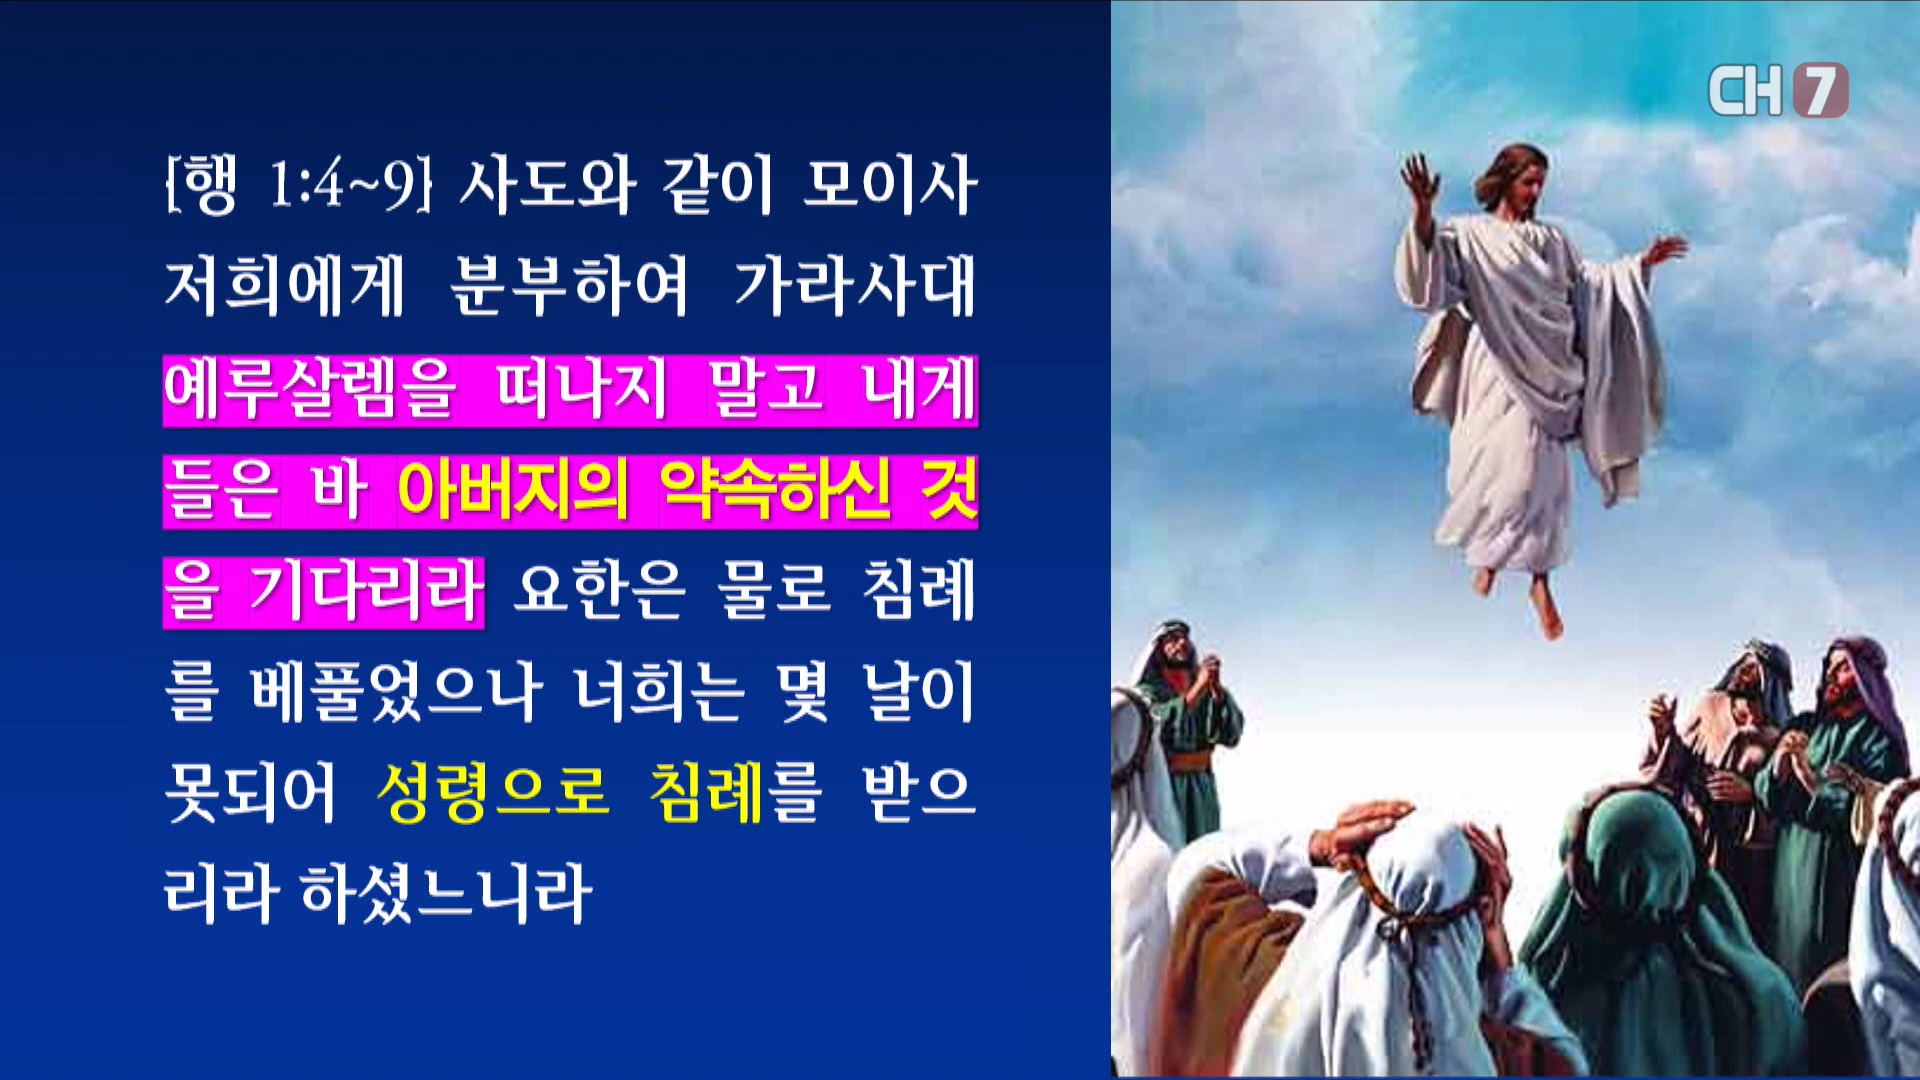 [행 1:4~9] 사도와 같이 모이사
저희에게 분부하여 가라사대
예루살렘을 떠나지 말고 내게
들은 바 아버지의 약속하신 것
을 기다리라 요한은 물로 침례
를 베풀었으나 너희는 몇 날이
못되어 성령으로 침례를 받으
리라 하셨느니라
CH 7